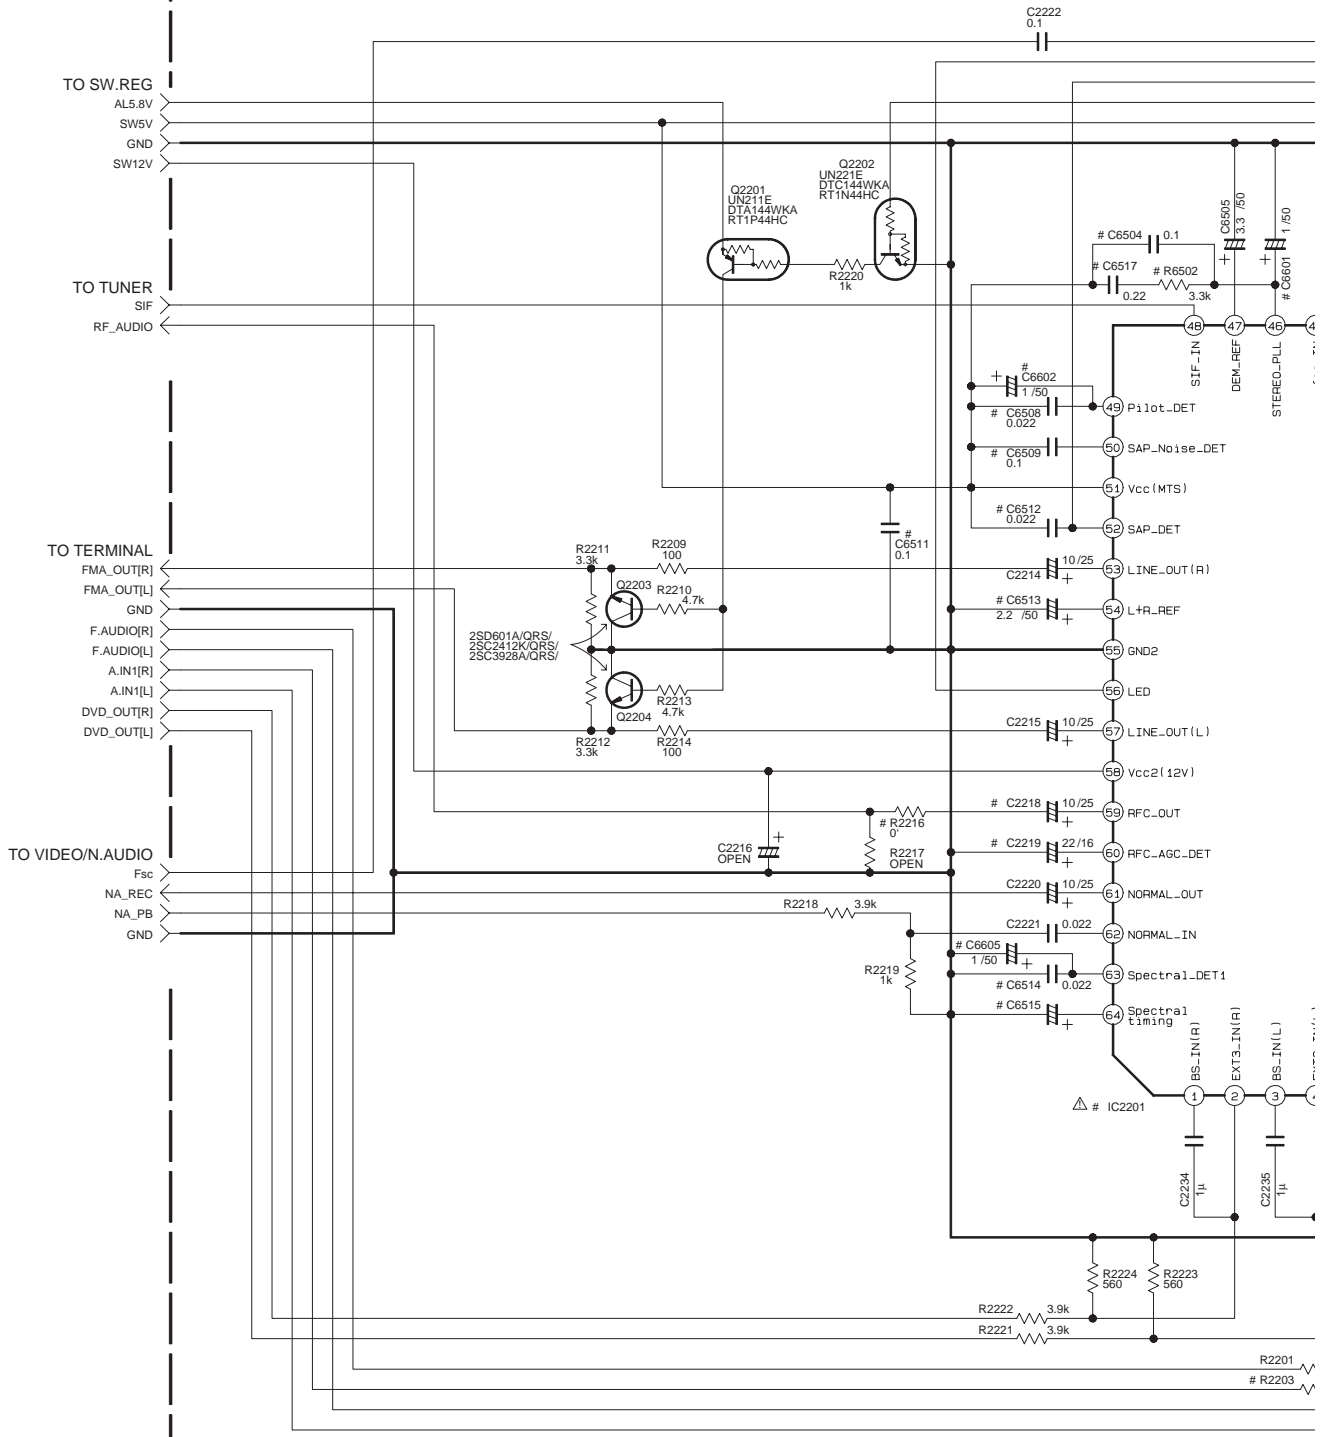 C2222
0.1
TO SW.REG
AL5.8V
SW5V
GND
SW12V
Q2201
UN211E
DTA144WKA
RT1P44HC
Q2202
UN221E
DTC144WKA
RT1N44HC
R2220
1k
C6505
3.3 /50
1 /50
# C6601
# C6504
0.1
# C6517
0.22
# R6502
3.3k
TO TUNER
SIF
RF_AUDIO
48
SIF_IN
47
DEM_REF
46
STEREO_PLL
#
C6602
1 /50
# C6508
0.022
49 Pilot_DET
# C6509
0.1
50 SAP_Noise_DET
51 Vcc(MTS)
# C6512
0.022
52 SAP_DET
#
C6511
0.1
TO TERMINAL
FMA_OUT[R]
FMA_OUT[L]
GND
F.AUDIO[R]
F.AUDIO[L]
A.IN1[R]
A.IN1[L]
DVD_OUT[R]
DVD_OUT[L]
R2211
3.3k
R2209
100
Q2203
R2210
4.7k
2SD601A/QRS/
2SC2412K/QRS/
2SC3928A/QRS/
R2213
4.7k
Q2204
R2212
3.3k
R2214
100
C2214
10 /25
53 LINE_OUT(R)
# C6513
2.2 /50
54 L+R_REF
55 GND2
56 LED
C2215
10 /25
57 LINE_OUT(L)
58 Vcc2(12V)
# C2218
10 /25
59 RFC_OUT
# R2216
0'
R2217
OPEN
C2216
OPEN
# C2219
22 /16
60 RFC_AGC_DET
TO VIDEO/N.AUDIO
Fsc
NA_REC
NA_PB
GND
C2220
10 /25
61 NORMAL_OUT
R2218
3.9k
C2221
0.022
62 NORMAL_IN
R2219
1k
# C6605
1 /50
# C6514
0.022
63 Spectral_DET1
# C6515
64 Spectral
timing
# IC2201
BS_IN(R)
1
EXT3_IN(R)
2
BS_IN(L)
3
C2234
1µ
C2235
1µ
R2224
560
R2223
560
R2222
3.9k
R2221
3.9k
R2201
# R2203